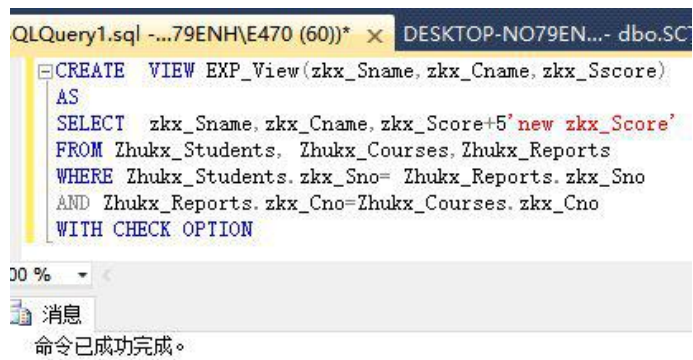 QLQuery1.sql -...79ENH\E470 (60))* × DESKTOP-NO79EN...- dbo.SCT
CREATE VIEW EXP_View(zkx_Sname,zkx_Cname,zkx_Sscore)
AS
SELECT zkx_Sname,zkx_Cname,zkx_Score+5'new zkx_Score'
FROM Zhukx_Students, Zhukx_Courses,Zhukx_Reports
WHERE Zhukx_Students.zkx_Sno= Zhukx_Reports.zkx_Sno
AND Zhukx_Reports.zkx_Cno=Zhukx_Courses.zkx_Cno
WITH CHECK OPTION
00 %
消息
命令已成功完成。